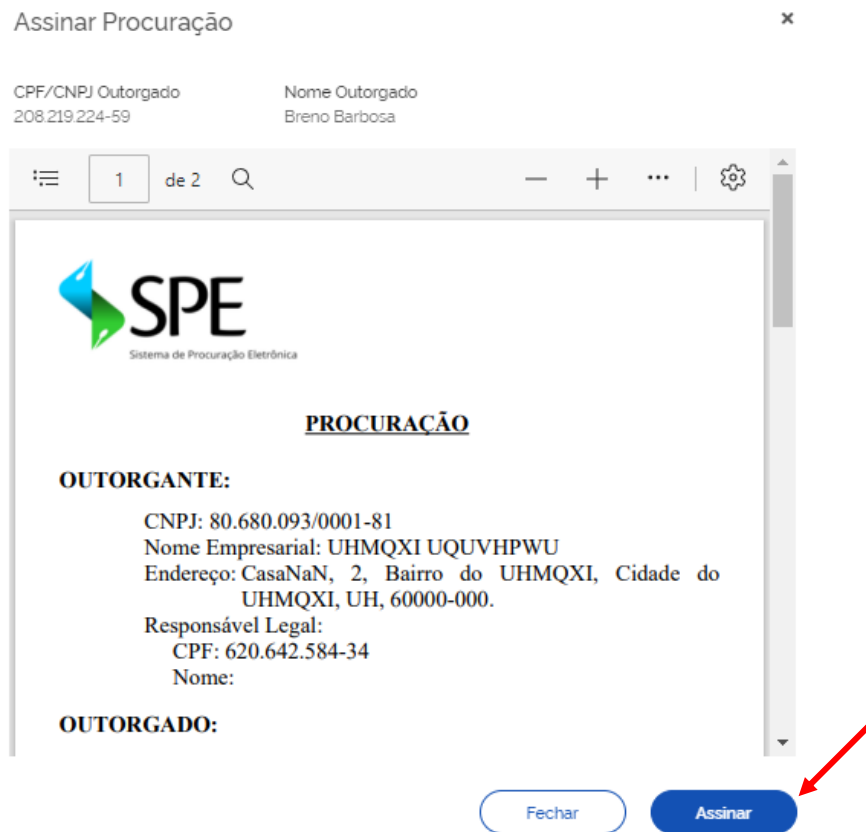 Assinar Procuração ×
CPF/CNPJ Outorgado Nome Outorgado
208.219.224-59 Breno Barbosa
1 de 2
SPE
Sistema de Procuração Eletrônica
PROCURAÇÃO
OUTORGANTE:
CNPJ: 80.680.093/0001-81
Nome Empresarial: UHMQXI UQUVHPWU
Endereço: CasaNaN, 2, Bairro do UHMQXI, Cidade do
UHMQXI, UH, 60000-000.
Responsável Legal:
CPF: 620.642.584-34
Nome:
OUTORGADO:
Fechar Assinar